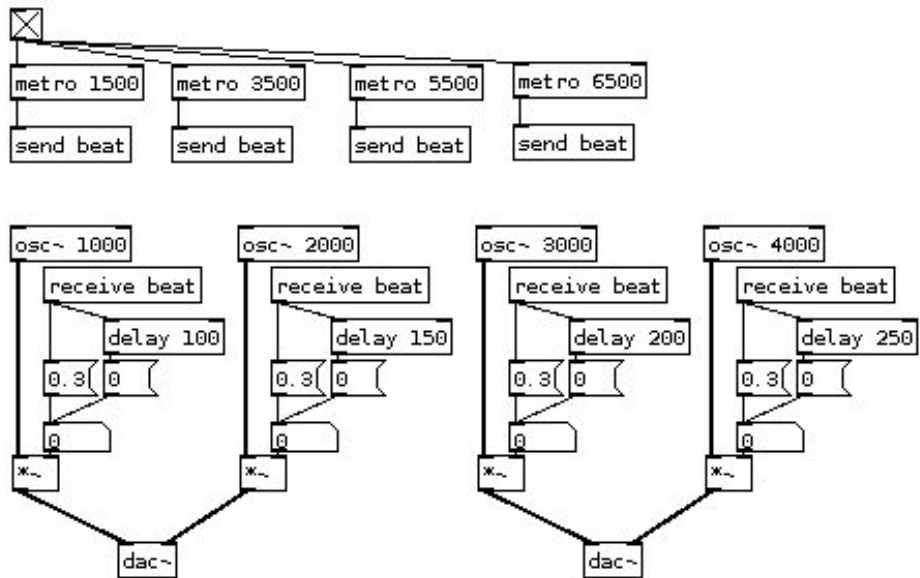 metro 1500 metro 3500 metro 5500 metro 6500
send beat send beat send beat send beat
osc~ 1000 osc~ 2000 osc~ 3000 osc~ 4000
receive beat receive beat receive beat receive beat
delay 100 delay 150 delay 200 delay 250
0.3 0 0.3 0 0.3 0 0.3 0
0 0 0 0
*~ *~ *~ *~
dac~ dac~